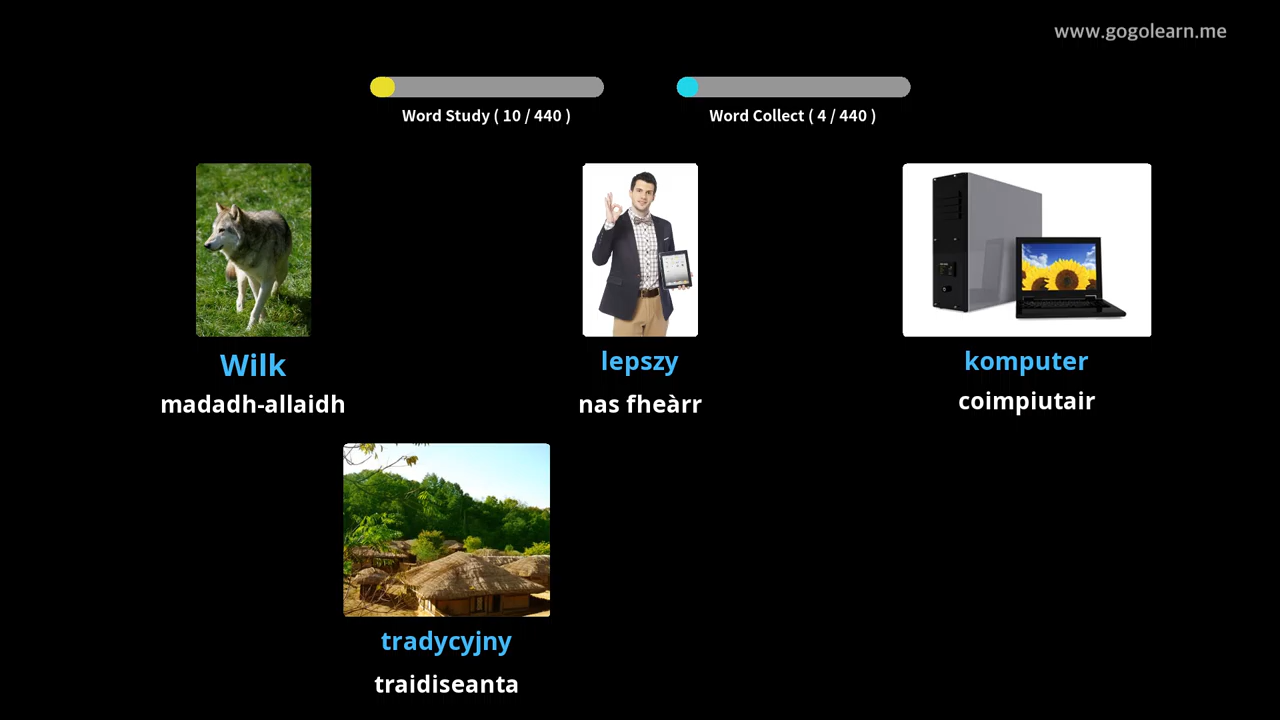 www.gogolearn.me
Word Study ( 10 / 440 )
Word Collect ( 4 / 440 )
Wilk
madadh-allaidh
lepszy
nas fheàrr
komputer
coimpiutair
tradycyjny
traidiseanta